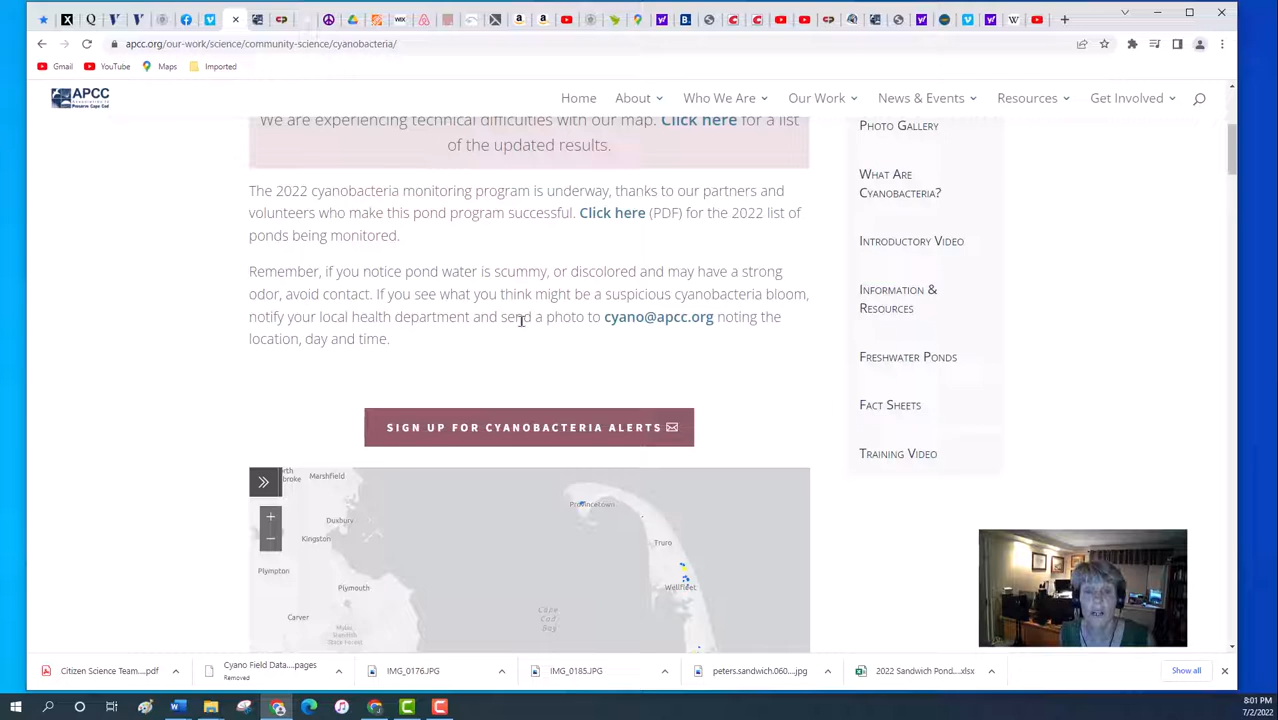 apcc.org/our-work/science/community-science/cyanobacteria/
Gmail
YouTube
Maps
Imported
APCC
Home
About
Who We Are
Our Work
News & Events
Resources
Get Involved
We are experiencing technical difficulties with our map. Click here for a list
of the updated results.
The 2022 cyanobacteria monitoring program is underway, thanks to our partners and
volunteers who make this pond program successful. Click here (PDF) for the 2022 list of
ponds being monitored.
Remember, if you notice pond water is scummy, or discolored and may have a strong
odor, avoid contact. If you see what you think might be a suspicious cyanobacteria bloom,
notify your local health department and send a photo to cyano@apcc.org noting the
location, day and time.
SIGN UP FOR CYANOBACTERIA ALERTS
Photo Gallery
What Are
Cyanobacteria?
Introductory Video
Information &
Resources
Freshwater Ponds
Fact Sheets
Training Video
Marshfield
Duxbury
Kingston
Plympton
Plymouth
Carver
Myles
Standish
State Forest
Provincetown
Truro
Wellfleet
Cape
Cod
Bay
Citizen Science Team....pdf
Cyano Field Data....pages
Removed
IMG_0176.JPG
IMG_0185.JPG
peters.sandwich.060....jpg
2022 Sandwich Pond....xlsx
Show all
8:01 PM
7/2/2022